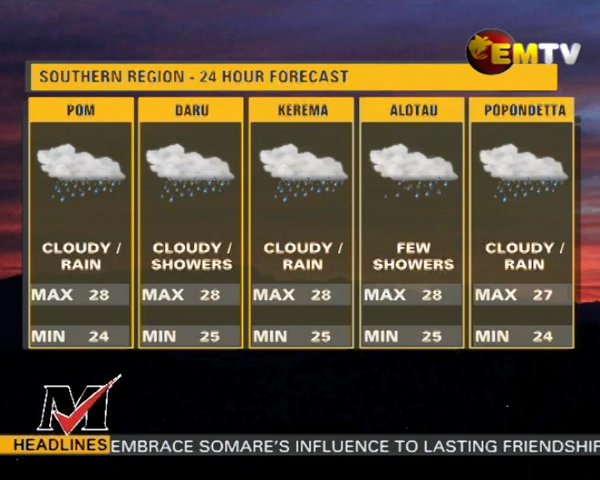 EMTV
SOUTHERN REGION - 24 HOUR FORECAST
POM
CLOUDY /
RAIN
MAX 28
MIN 24
DARU
CLOUDY /
SHOWERS
MAX 28
MIN 25
KEREMA
CLOUDY /
RAIN
MAX 28
MIN 25
ALOTAU
FEW
SHOWERS
MAX 28
MIN 25
POPONDETTA
CLOUDY /
RAIN
MAX 27
MIN 24
M
HEADLINES EMBRACE SOMARE'S INFLUENCE TO LASTING FRIENDSHIP